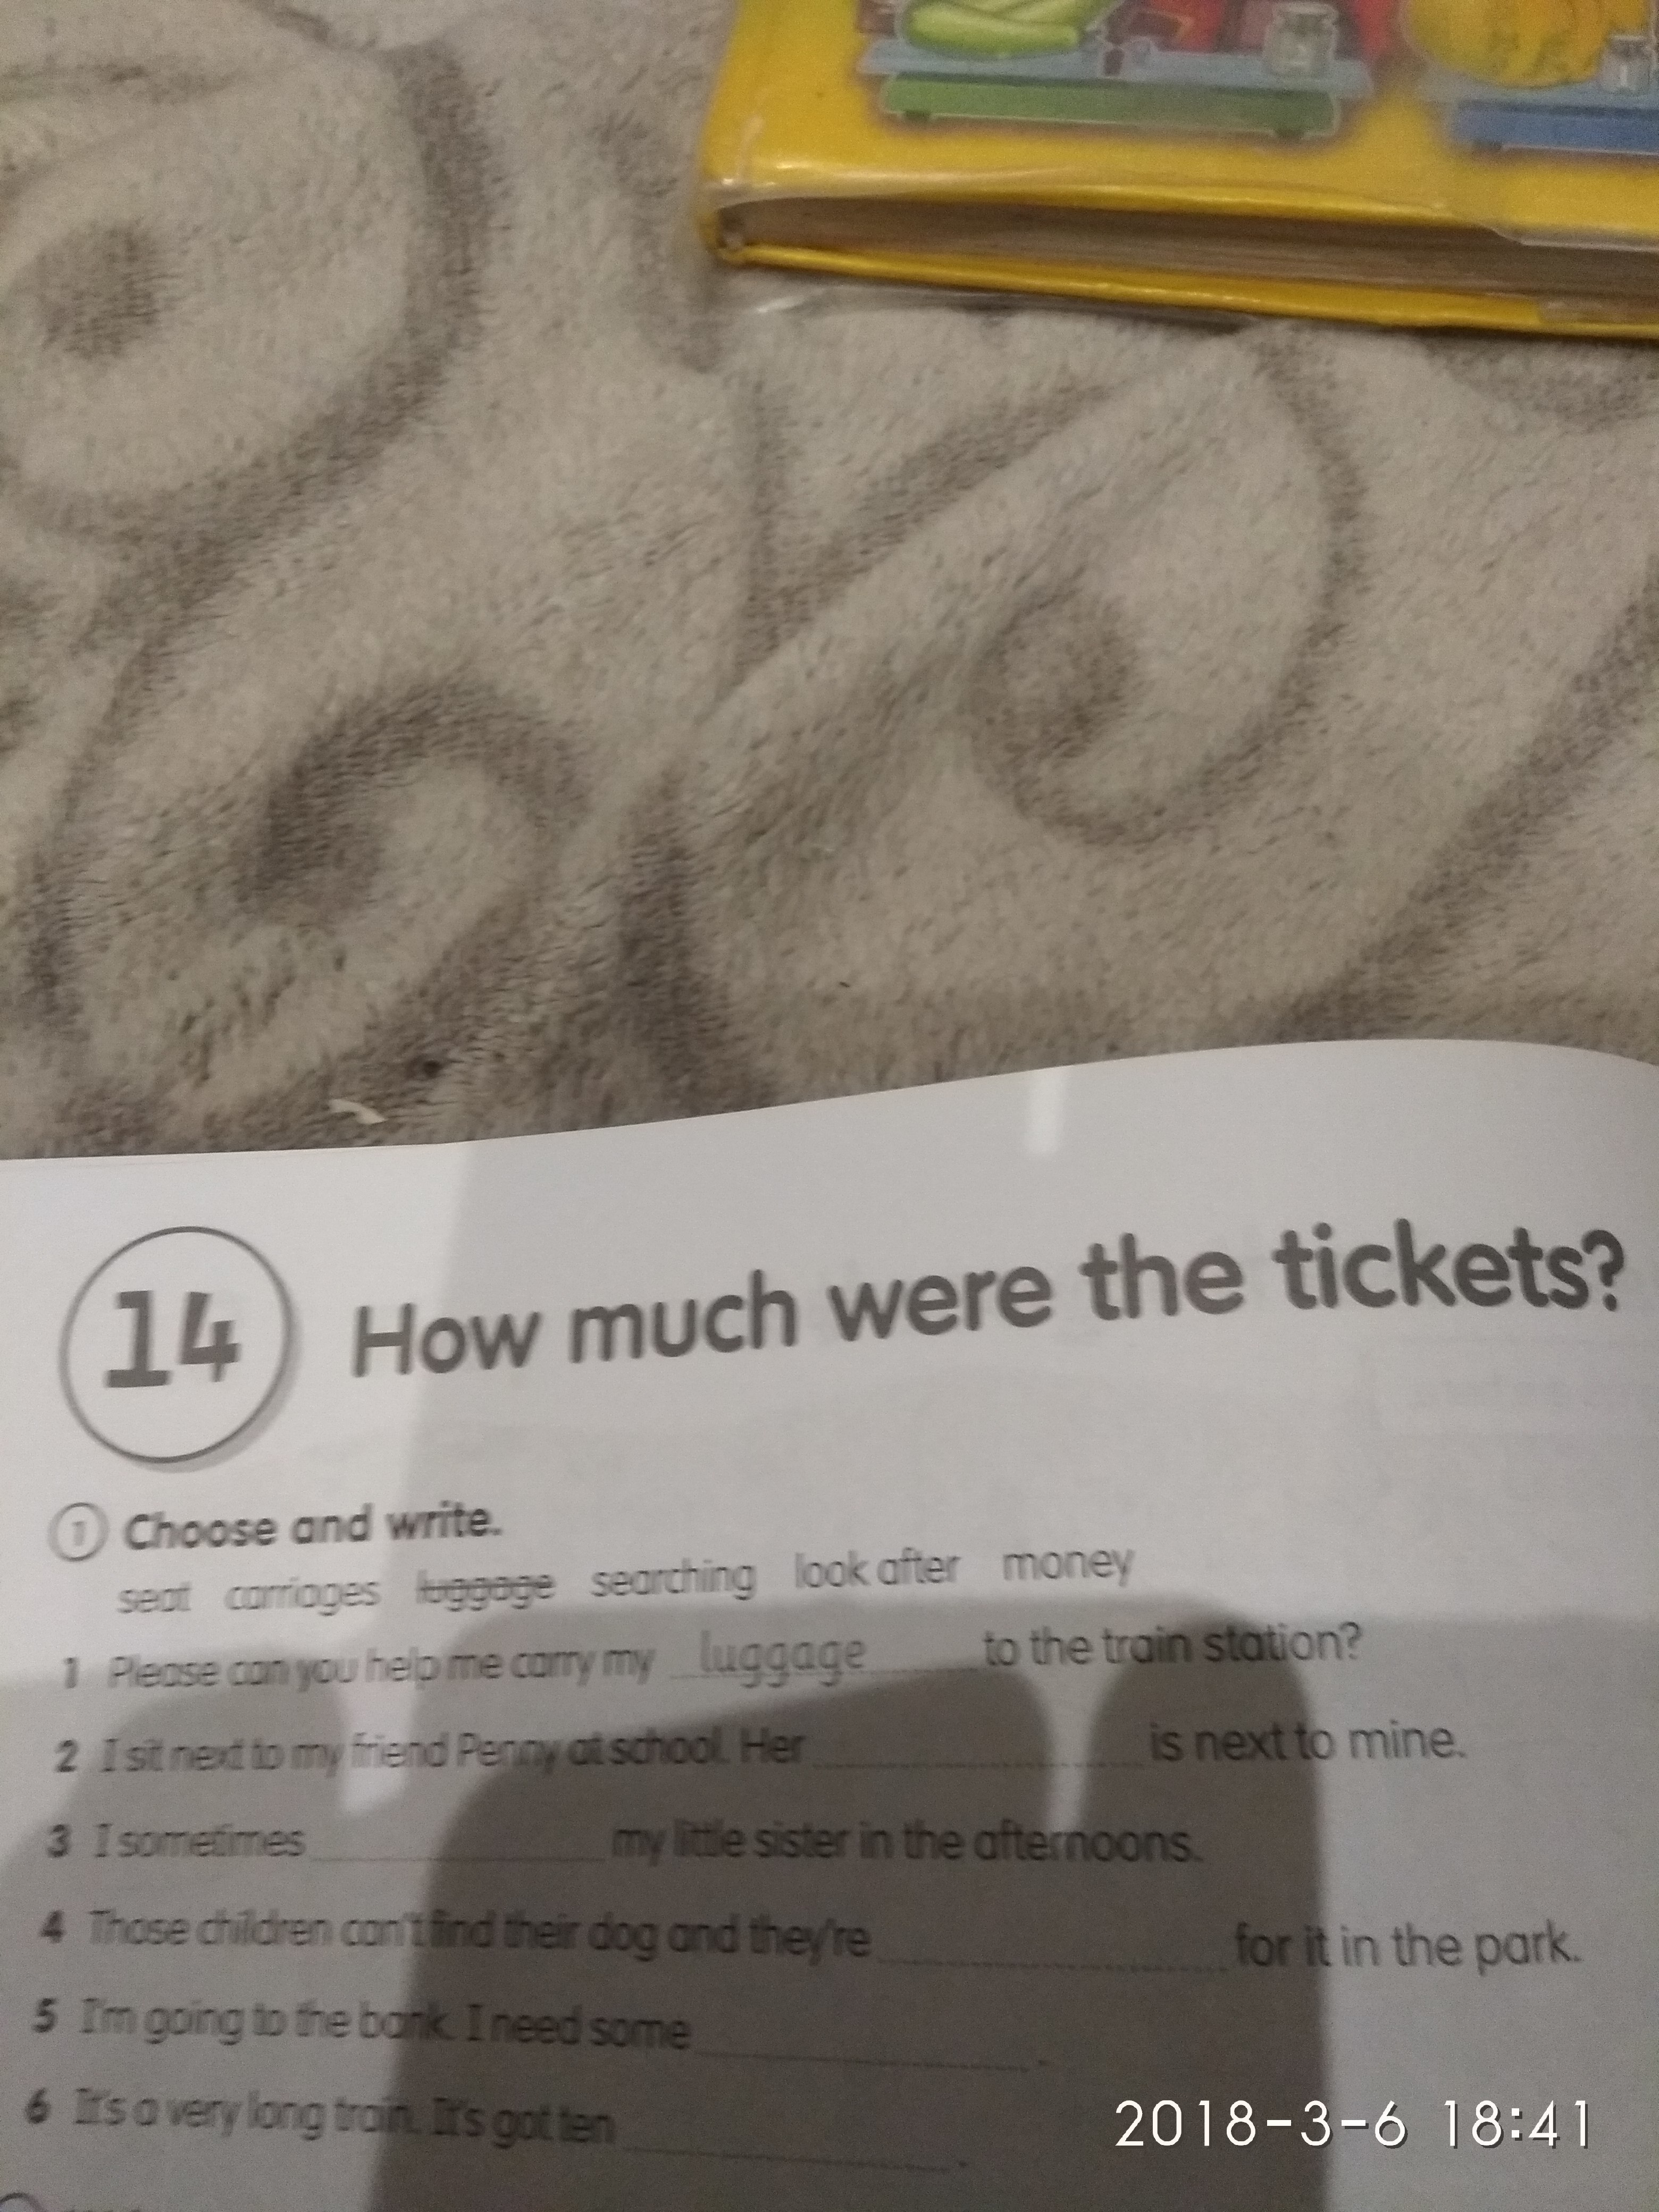 14 How much were the tickets?
1 Choose and write.
seat carriages luggage searching look after money
1 Please can you help me carry my luggage to the train station?
2 I sit next to my friend Penny at school. Her is next to mine.
3 I sometimes my little sister in the afternoons.
4 Those children can't find their dog and they're for it in the park.
5 I'm going to the bank. I need some .
6 It's a very long train. It's got ten .
2018-3-6 18:41